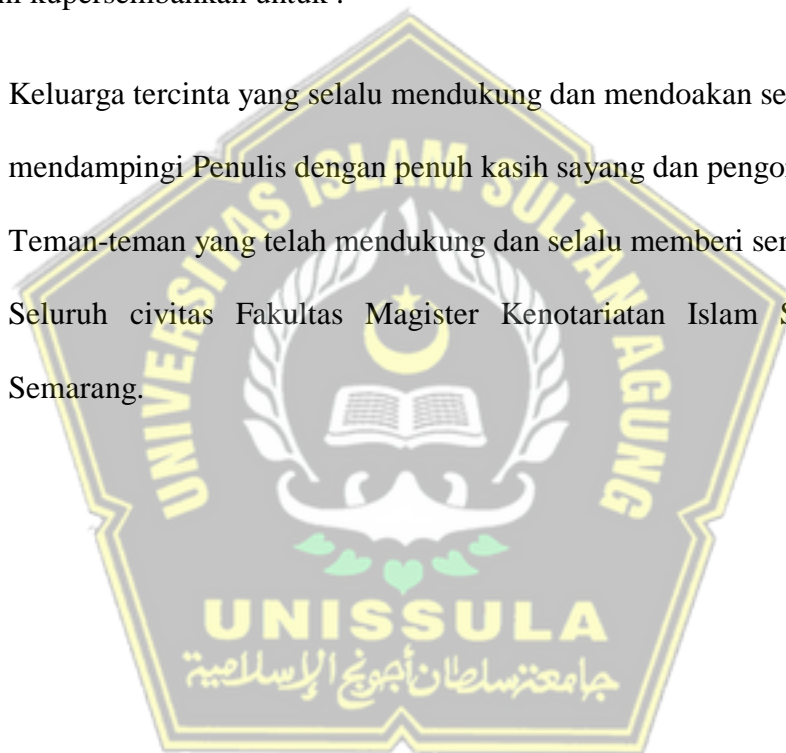 kupersembahkan untuk :
Keluarga tercinta yang selalu mendukung dan mendoakan
mendampingi Penulis dengan penuh kasih sayang dan
Teman-teman yang telah mendukung dan selalu memberi
Seluruh civitas Fakultas Magister Kenotariatan Islam
Semarang.
UNIVERSITAS ISLAM SULTAN AGUNG
UNISSULA
جامعة سلطان أجونج الإسلامية